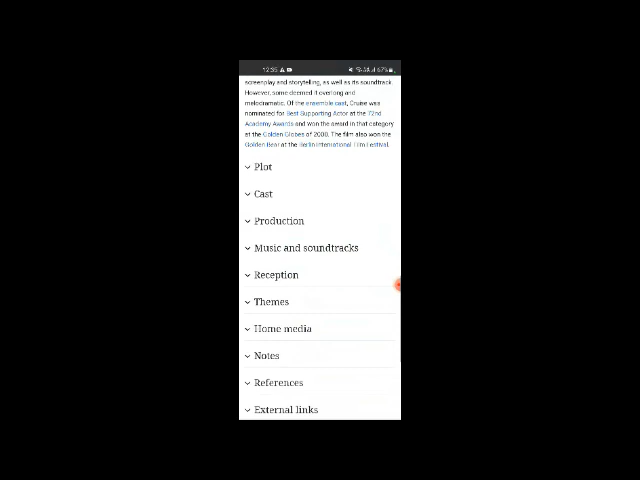 12:55
67%
screenplay and storytelling, as well as its soundtrack.
However, some deemed it overlong and
melodramatic. Of the ensemble cast, Cruise was
nominated for Best Supporting Actor at the 72nd
Academy Awards and won the award in that category
at the Golden Globes of 2000. The film also won the
Golden Bear at the Berlin International Film Festival.
Plot
Cast
Production
Music and soundtracks
Reception
Themes
Home media
Notes
References
External links